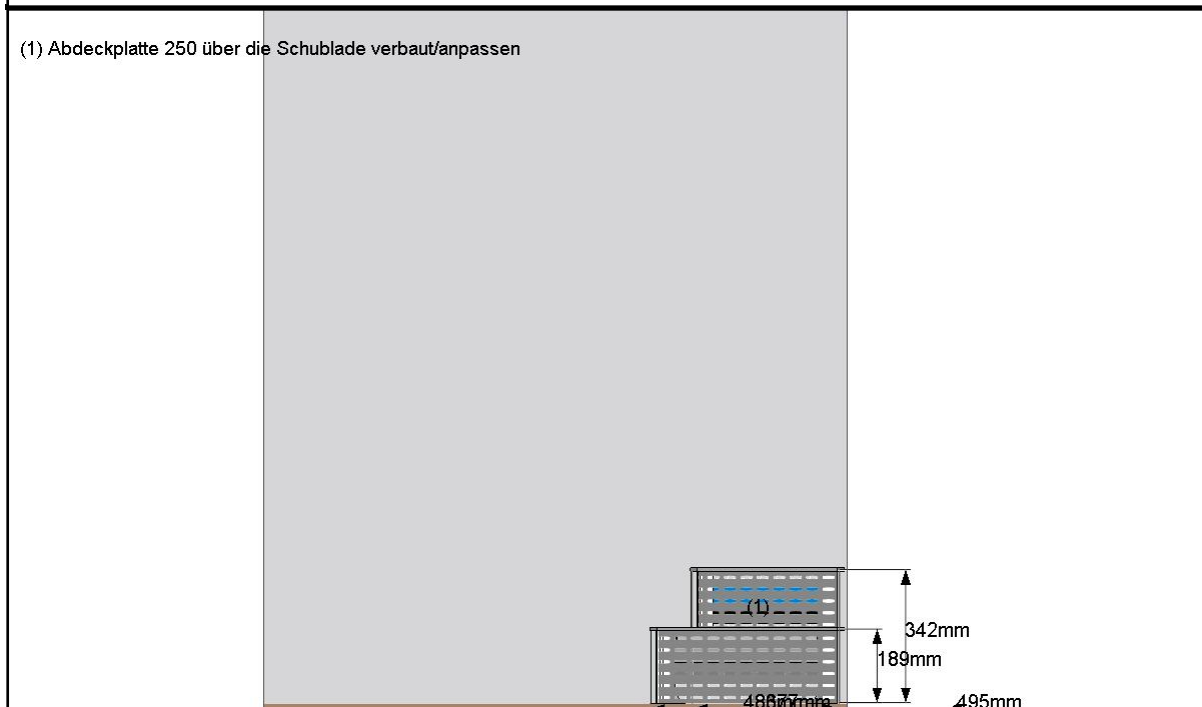 (1) Abdeckplatte 250 über die Schublade verbaut/anpassen
(1)
342mm
189mm
495mm